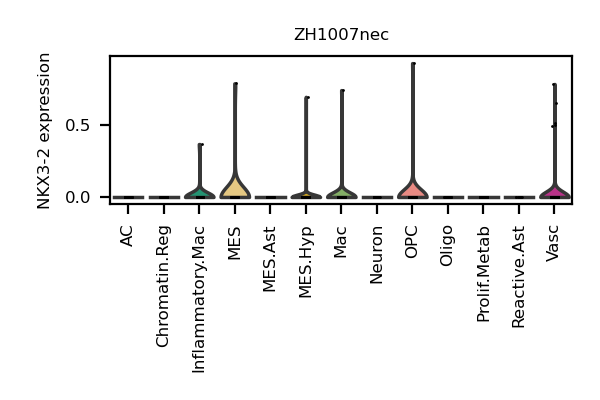 ZH1007nec
NKX3-2 expression
0.5
0.0
AC
Chromatin.Reg
Inflammatory.Mac
MES
MES.Ast
MES.Hyp
Mac
Neuron
OPC
Oligo
Prolif.Metab
Reactive.Ast
Vasc